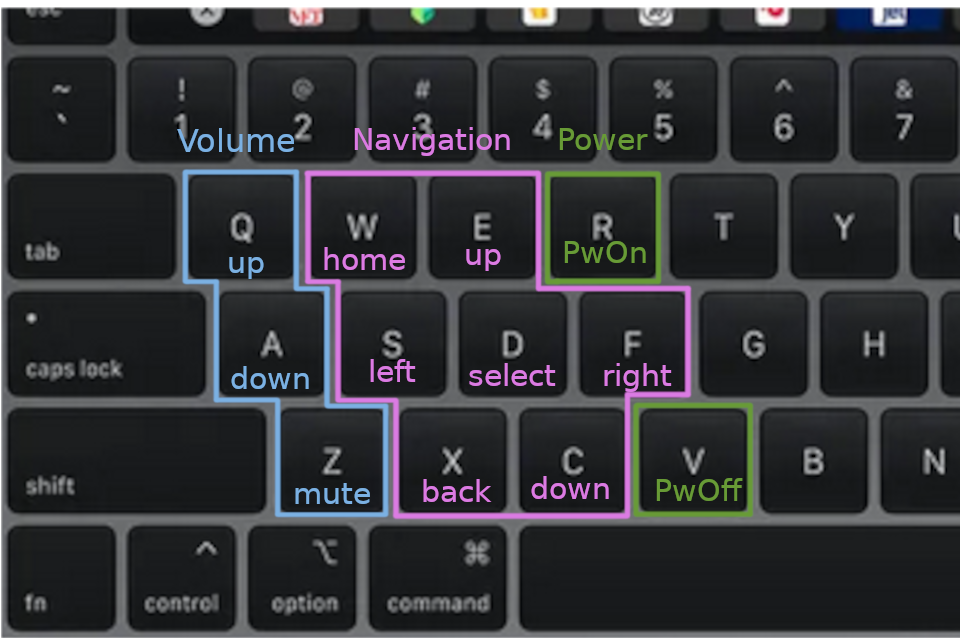 esc
~ ! @ # $ % ^ &
` 1 2 3 4 5 6 7
Volume Navigation Power
tab Q W E R T Y
up home up PwOn
caps lock A S D F G H
down left select right
shift Z X C V B N
mute back down PwOff
fn control option command
^ ⌥ ⌘